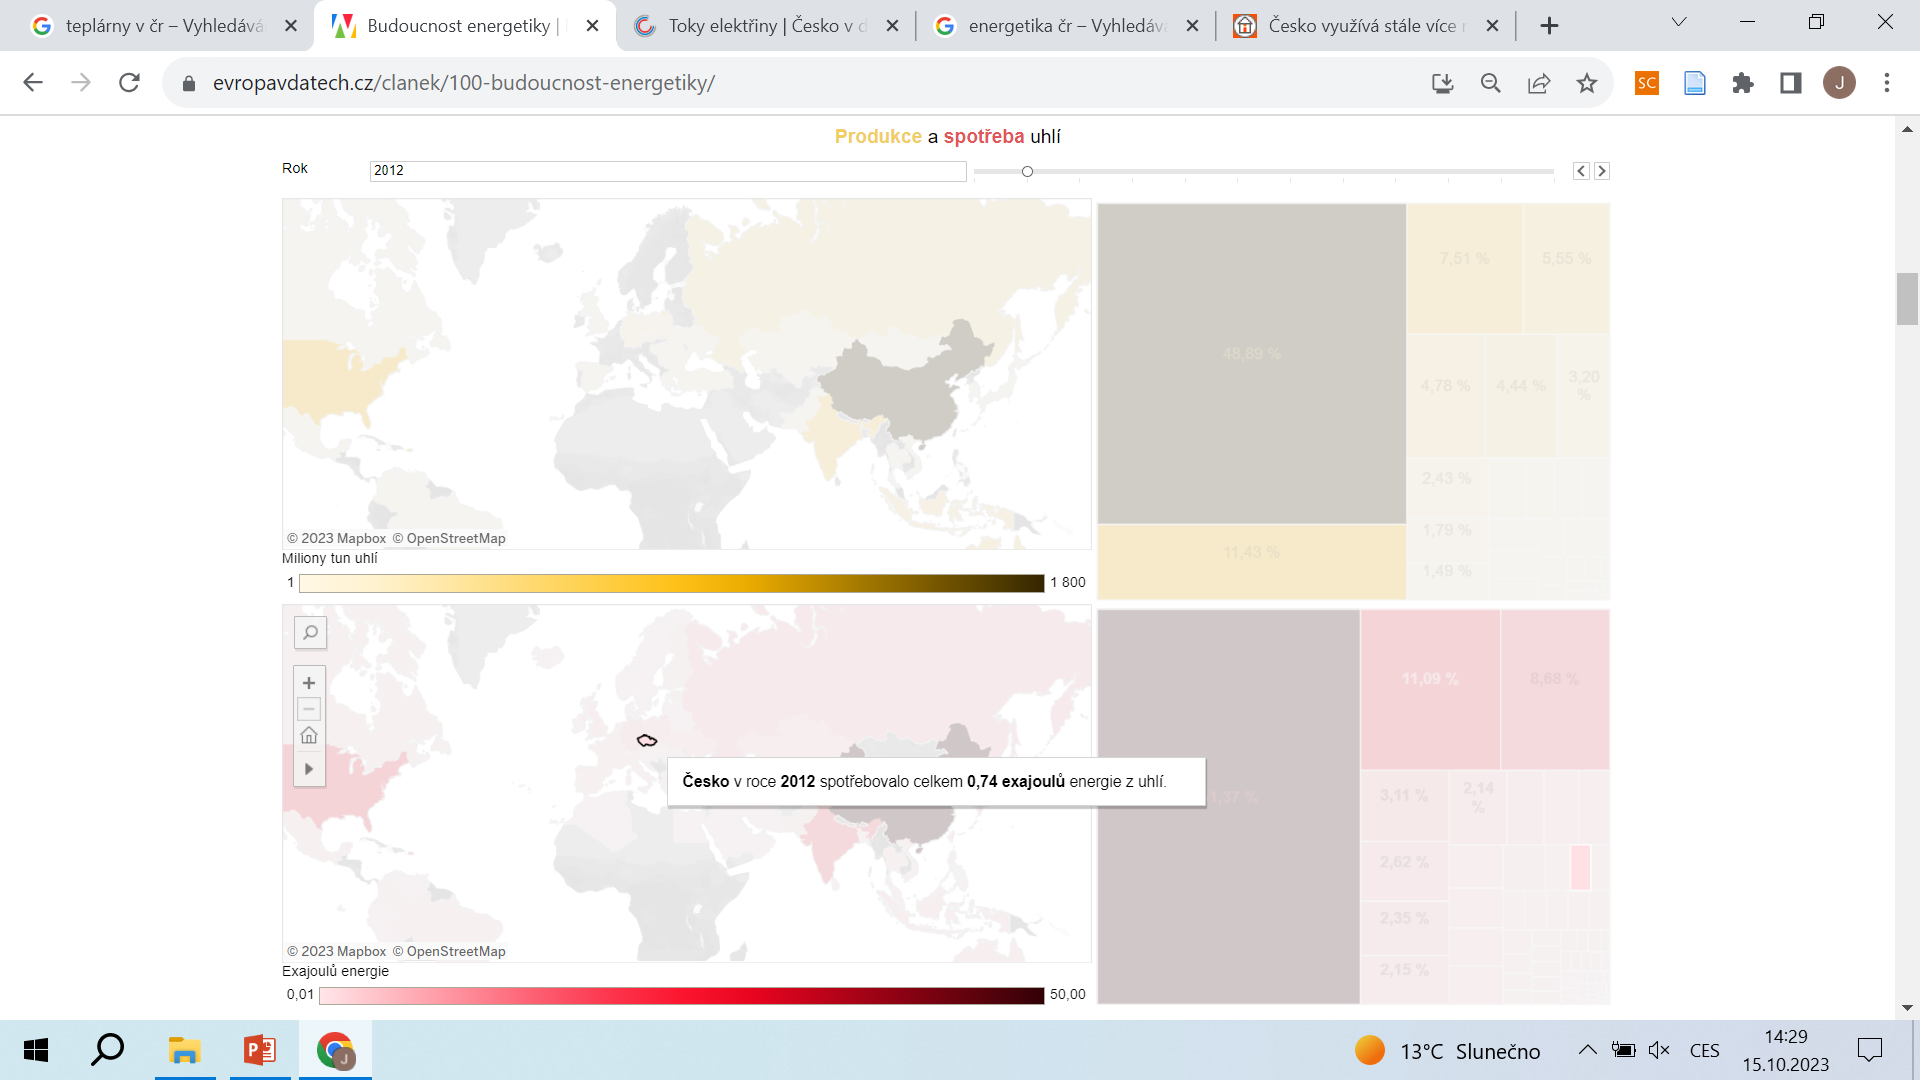 teplárny v čr – Vyhledává
Budoucnost energetiky |
Toky elektřiny | Česko v d
energetika čr – Vyhledáva
Česko využívá stále více
evropavdatech.cz/clanek/100-budoucnost-energetiky/
SC
J
Produkce a spotřeba uhlí
Rok
2012
48,89 %
7,51 %
5,55 %
4,78 %
4,44 %
3,20
%
2,43 %
1,79 %
1,49 %
11,43 %
© 2023 Mapbox © OpenStreetMap
Miliony tun uhlí
1
1 800
Česko v roce 2012 spotřebovalo celkem 0,74 exajoulů energie z uhlí.
11,09 %
8,68 %
3,11 %
2,14
%
2,62 %
2,35 %
2,15 %
© 2023 Mapbox © OpenStreetMap
Exajoulů energie
0,01
50,00
13°C Slunečno
CES
14:29
15.10.2023